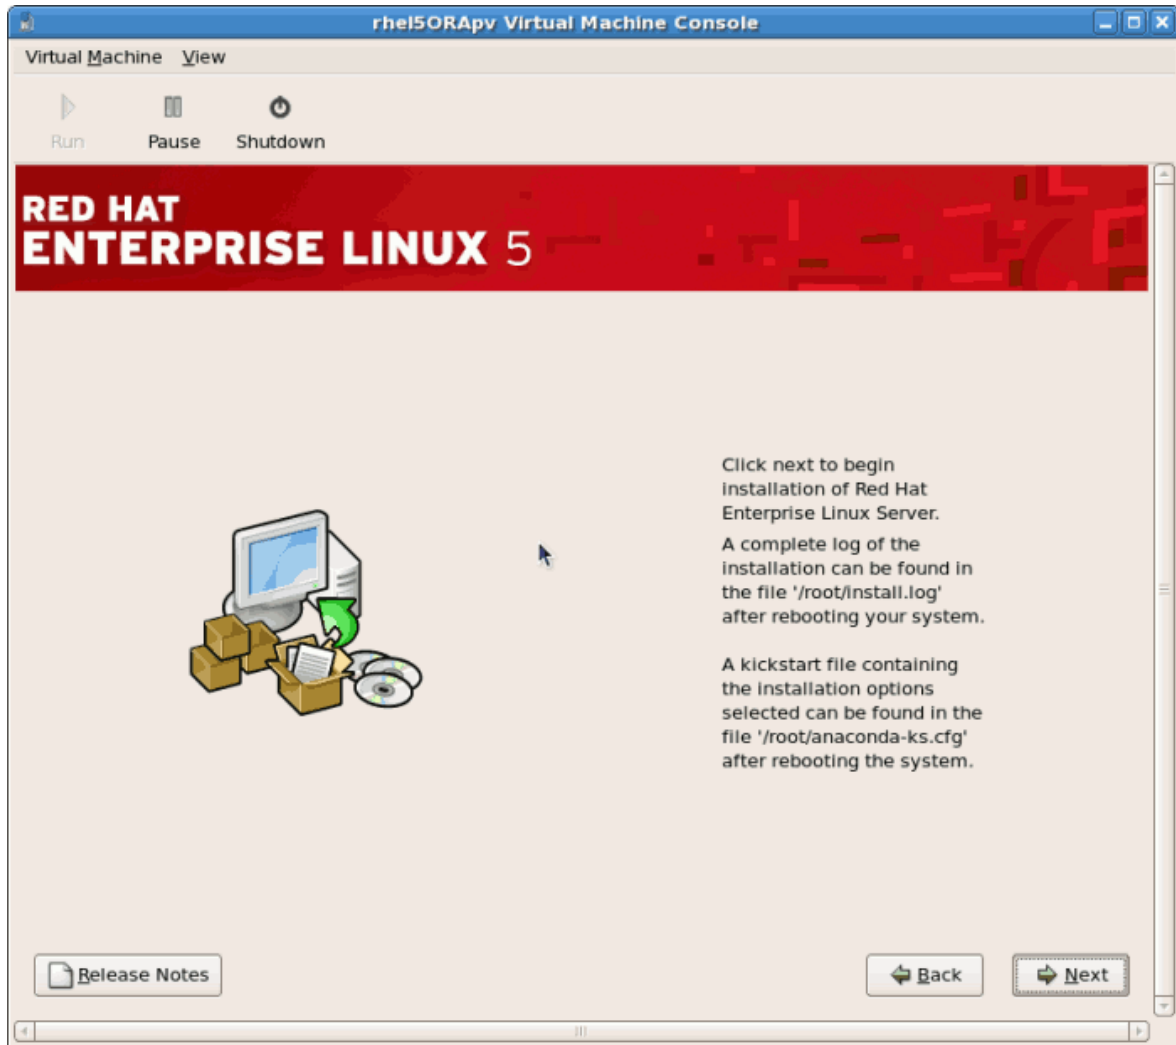 rhel5ORApv Virtual Machine Console
Virtual Machine View
Run Pause Shutdown
RED HAT
ENTERPRISE LINUX 5
Click next to begin
installation of Red Hat
Enterprise Linux Server.
A complete log of the
installation can be found in
the file '/root/install.log'
after rebooting your system.
A kickstart file containing
the installation options
selected can be found in the
file '/root/anaconda-ks.cfg'
after rebooting the system.
Release Notes Back Next